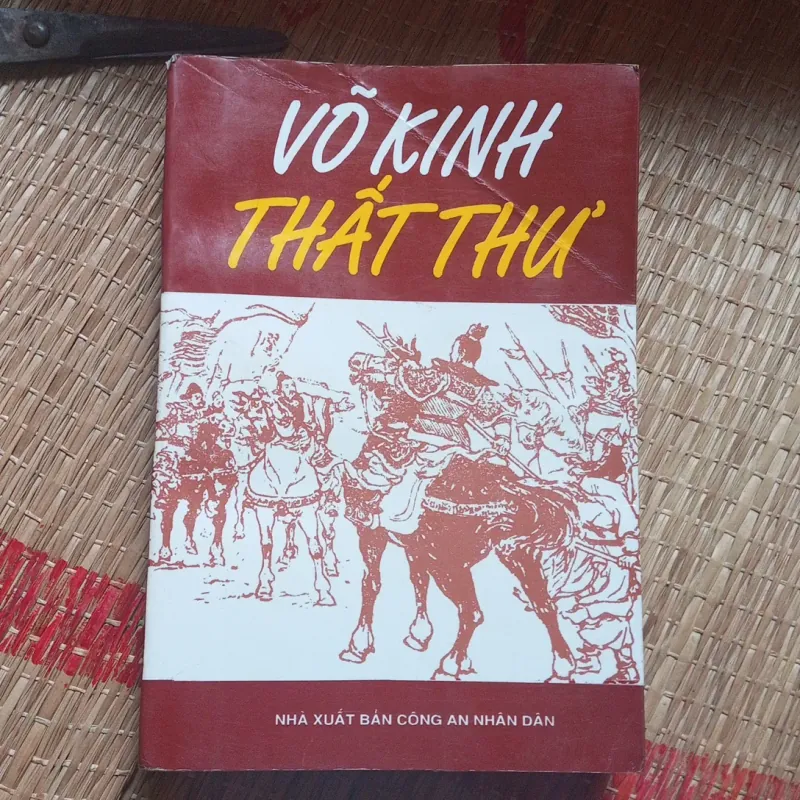 VÕ KINH
THẤT THƯ
NHÀ XUẤT BẢN CÔNG AN NHÂN DÂN